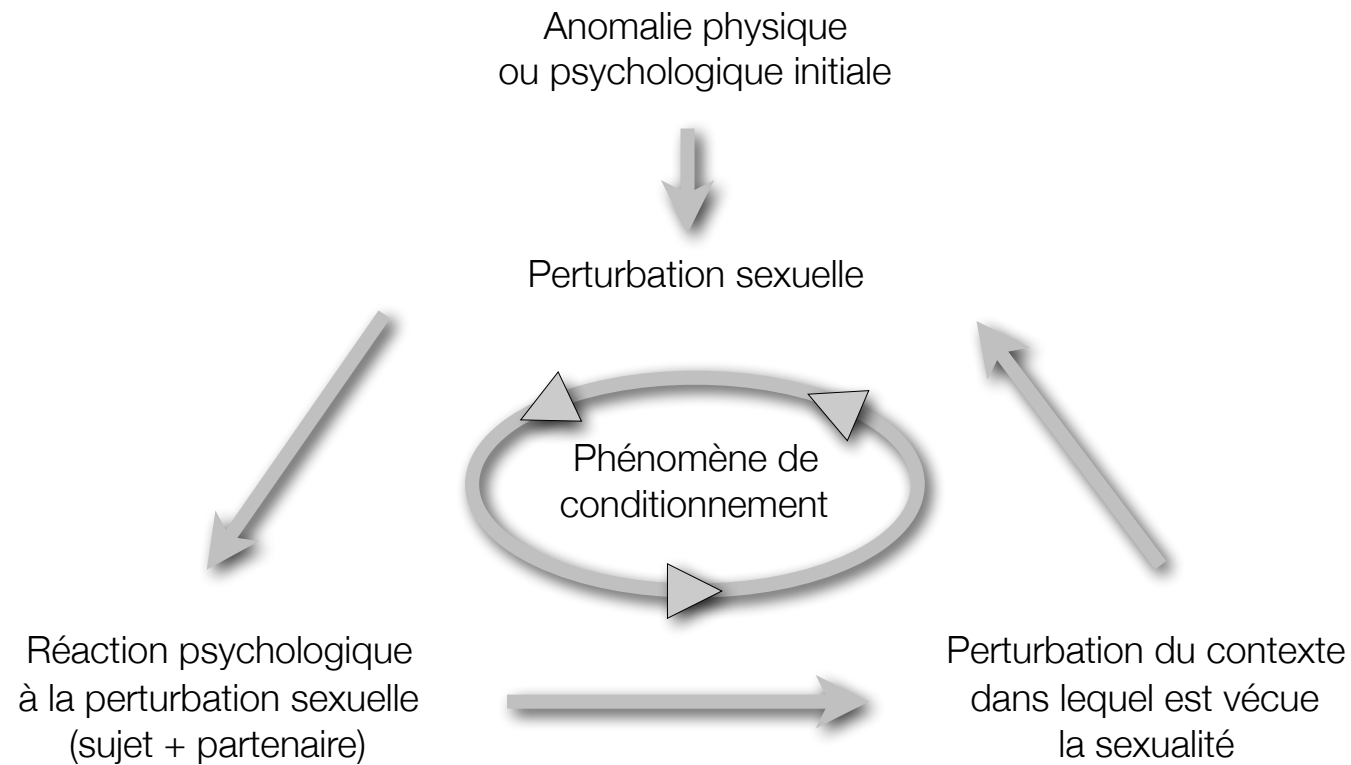 Anomalie physique
ou psychologique initiale
Perturbation sexuelle
Phénomène de
conditionnement
Réaction psychologique
à la perturbation sexuelle
(sujet + partenaire)
Perturbation du contexte
dans lequel est vécue
la sexualité